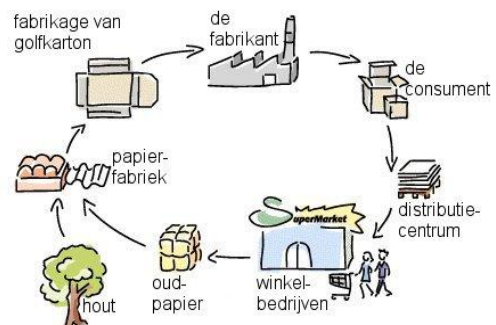 fabrikage van
golfkarton
de
fabrikant
de
consument
papier-
fabriek
distributie-
centrum
SuperMarket
hout
oud-
papier
winkel-
bedrijven